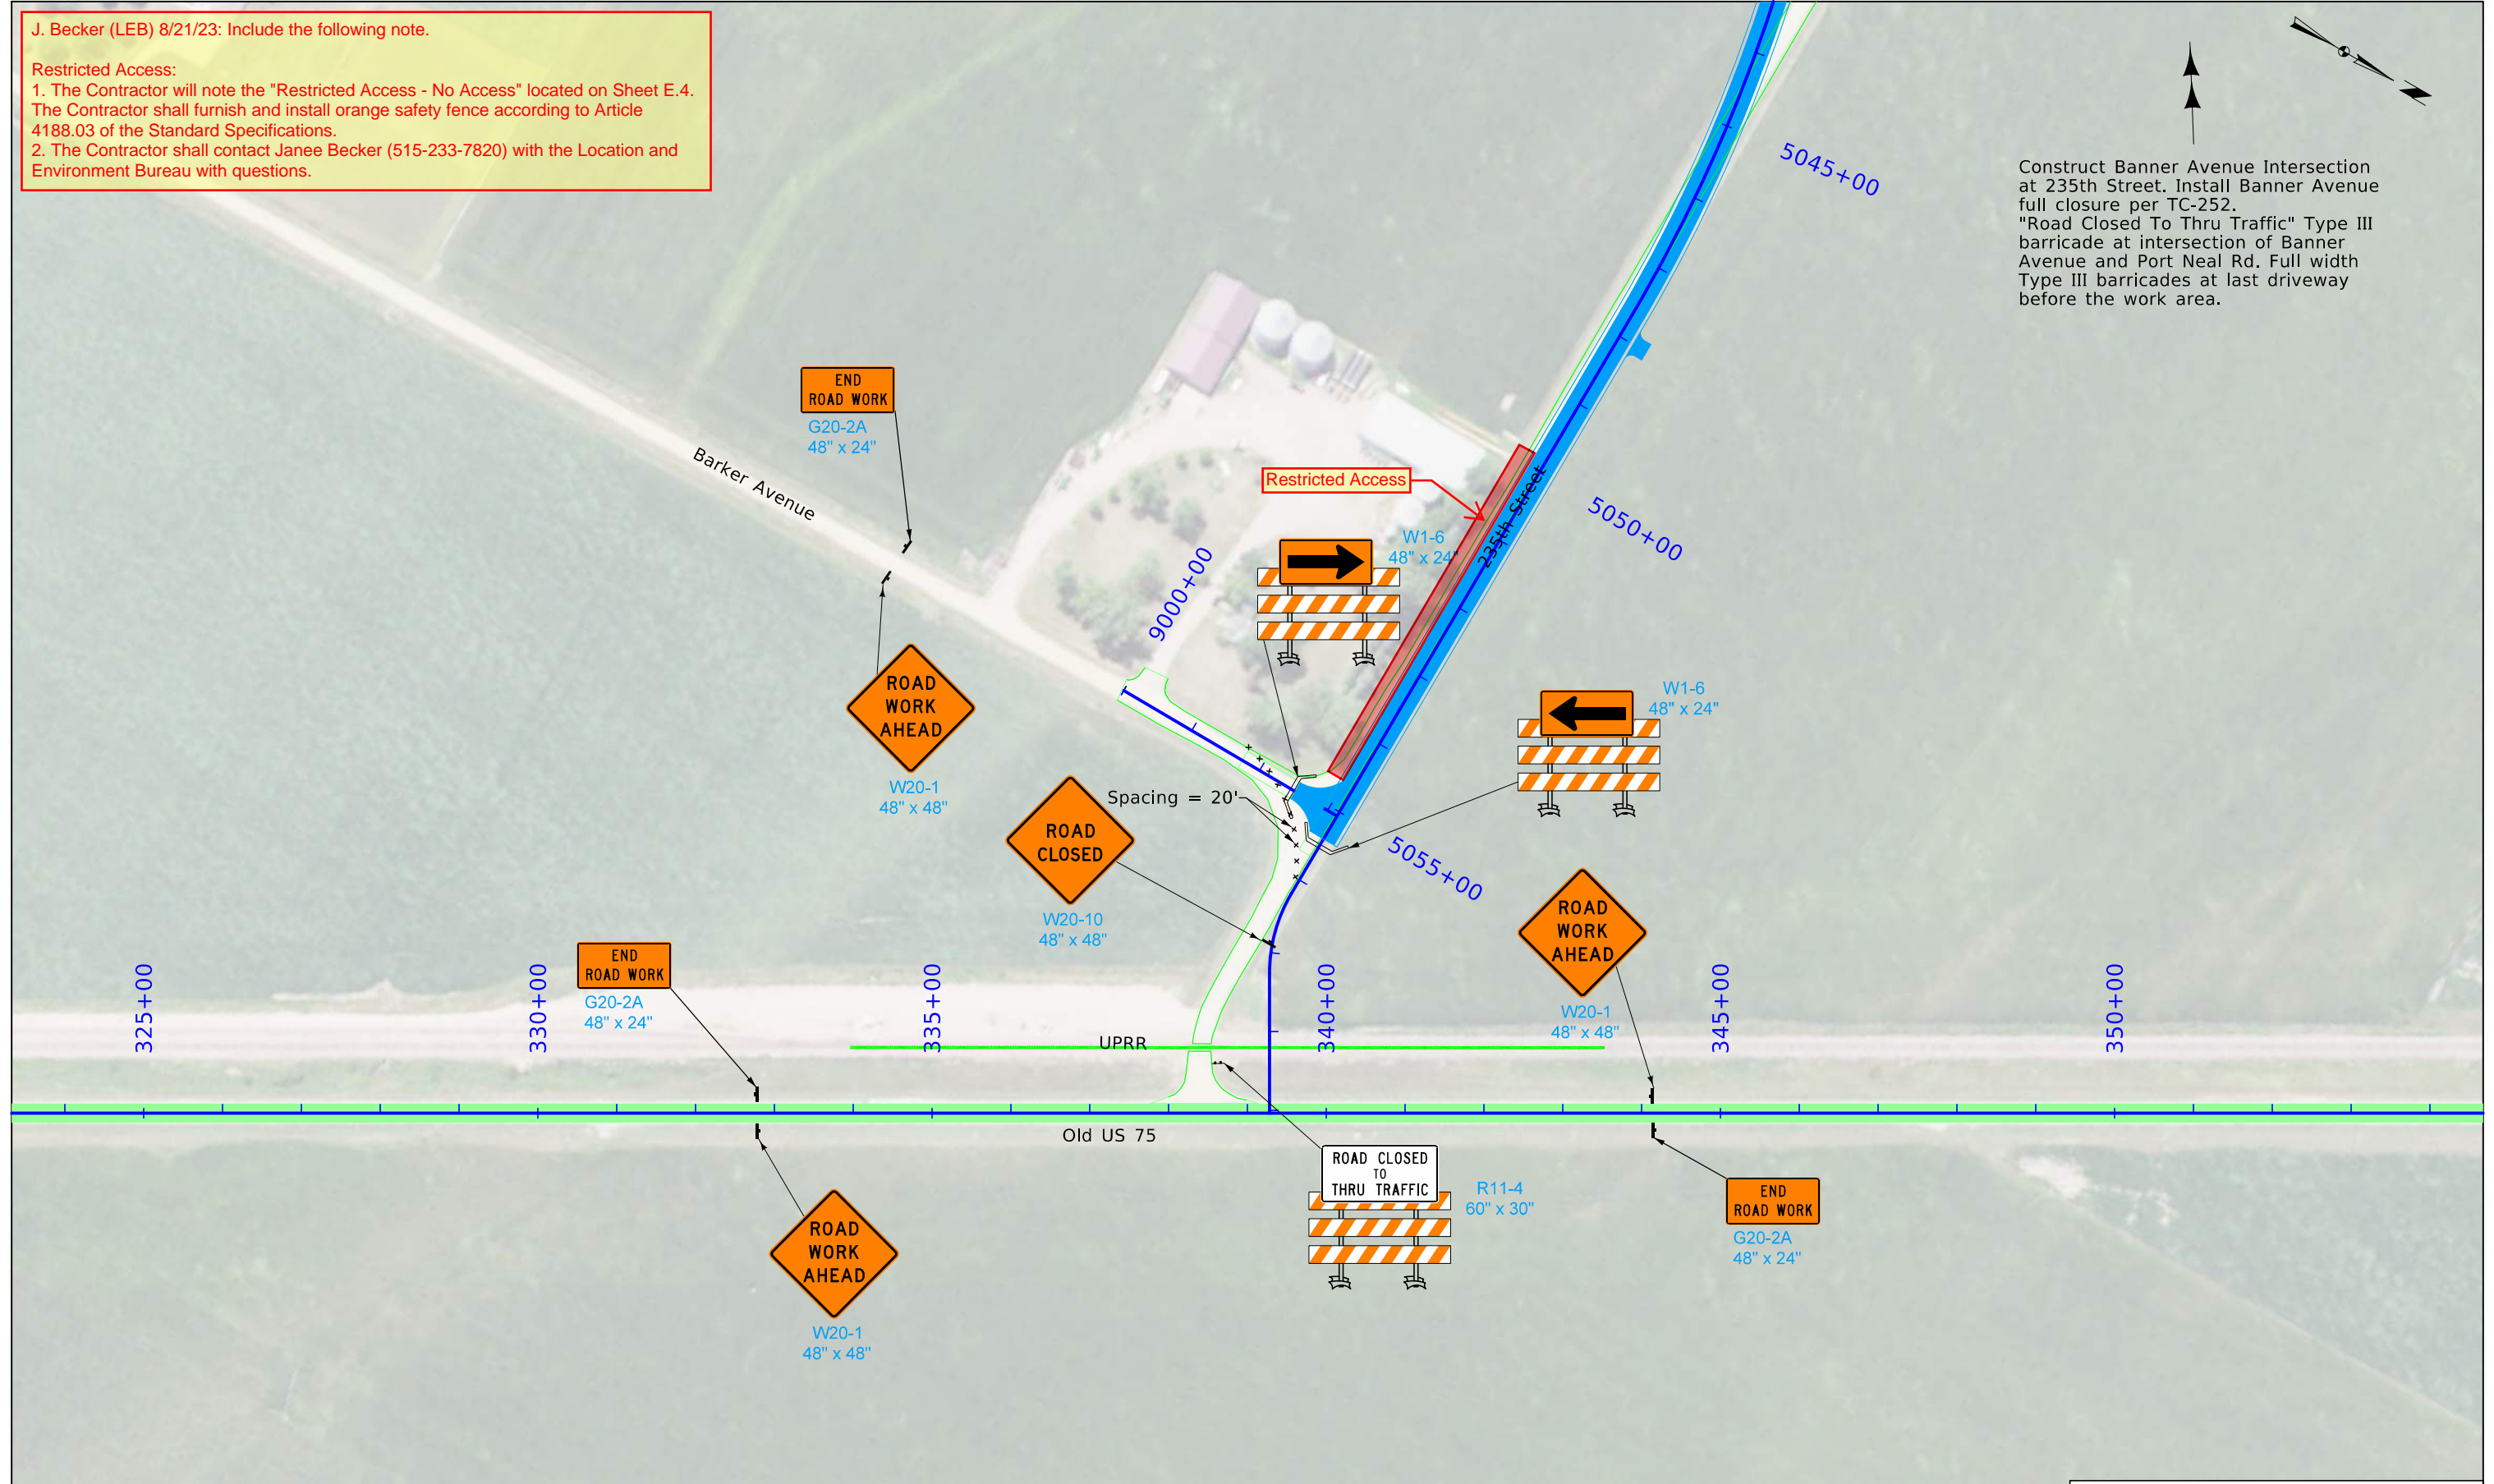 J. Becker (LEB) 8/21/23: Include the following note.
Restricted Access:
1. The Contractor will note the "Restricted Access - No Access" located on Sheet E.4.
The Contractor shall furnish and install orange safety fence according to Article
4188.03 of the Standard Specifications.
2. The Contractor shall contact Janee Becker (515-233-7820) with the Location and
Environment Bureau with questions.
N
5045+00
Construct Banner Avenue Intersection
at 235th Street. Install Banner Avenue
full closure per TC-252.
"Road Closed To Thru Traffic" Type III
barricade at intersection of Banner
Avenue and Port Neal Rd. Full width
Type III barricades at last driveway
before the work area.
END
ROAD WORK
G20-2A
48" x 24"
Barker Avenue
Restricted Access
235th Street
5050+00
W1-6
48" x 24"
9000+00
ROAD
WORK
AHEAD
W20-1
48" x 48"
W1-6
48" x 24"
Spacing = 20'
ROAD
CLOSED
W20-10
48" x 48"
5055+00
ROAD
WORK
AHEAD
W20-1
48" x 48"
END
ROAD WORK
G20-2A
48" x 24"
325+00
330+00
335+00
340+00
345+00
350+00
UPRR
Old US 75
ROAD CLOSED
TO
THRU TRAFFIC
R11-4
60" x 30"
END
ROAD WORK
G20-2A
48" x 24"
ROAD
WORK
AHEAD
W20-1
48" x 48"